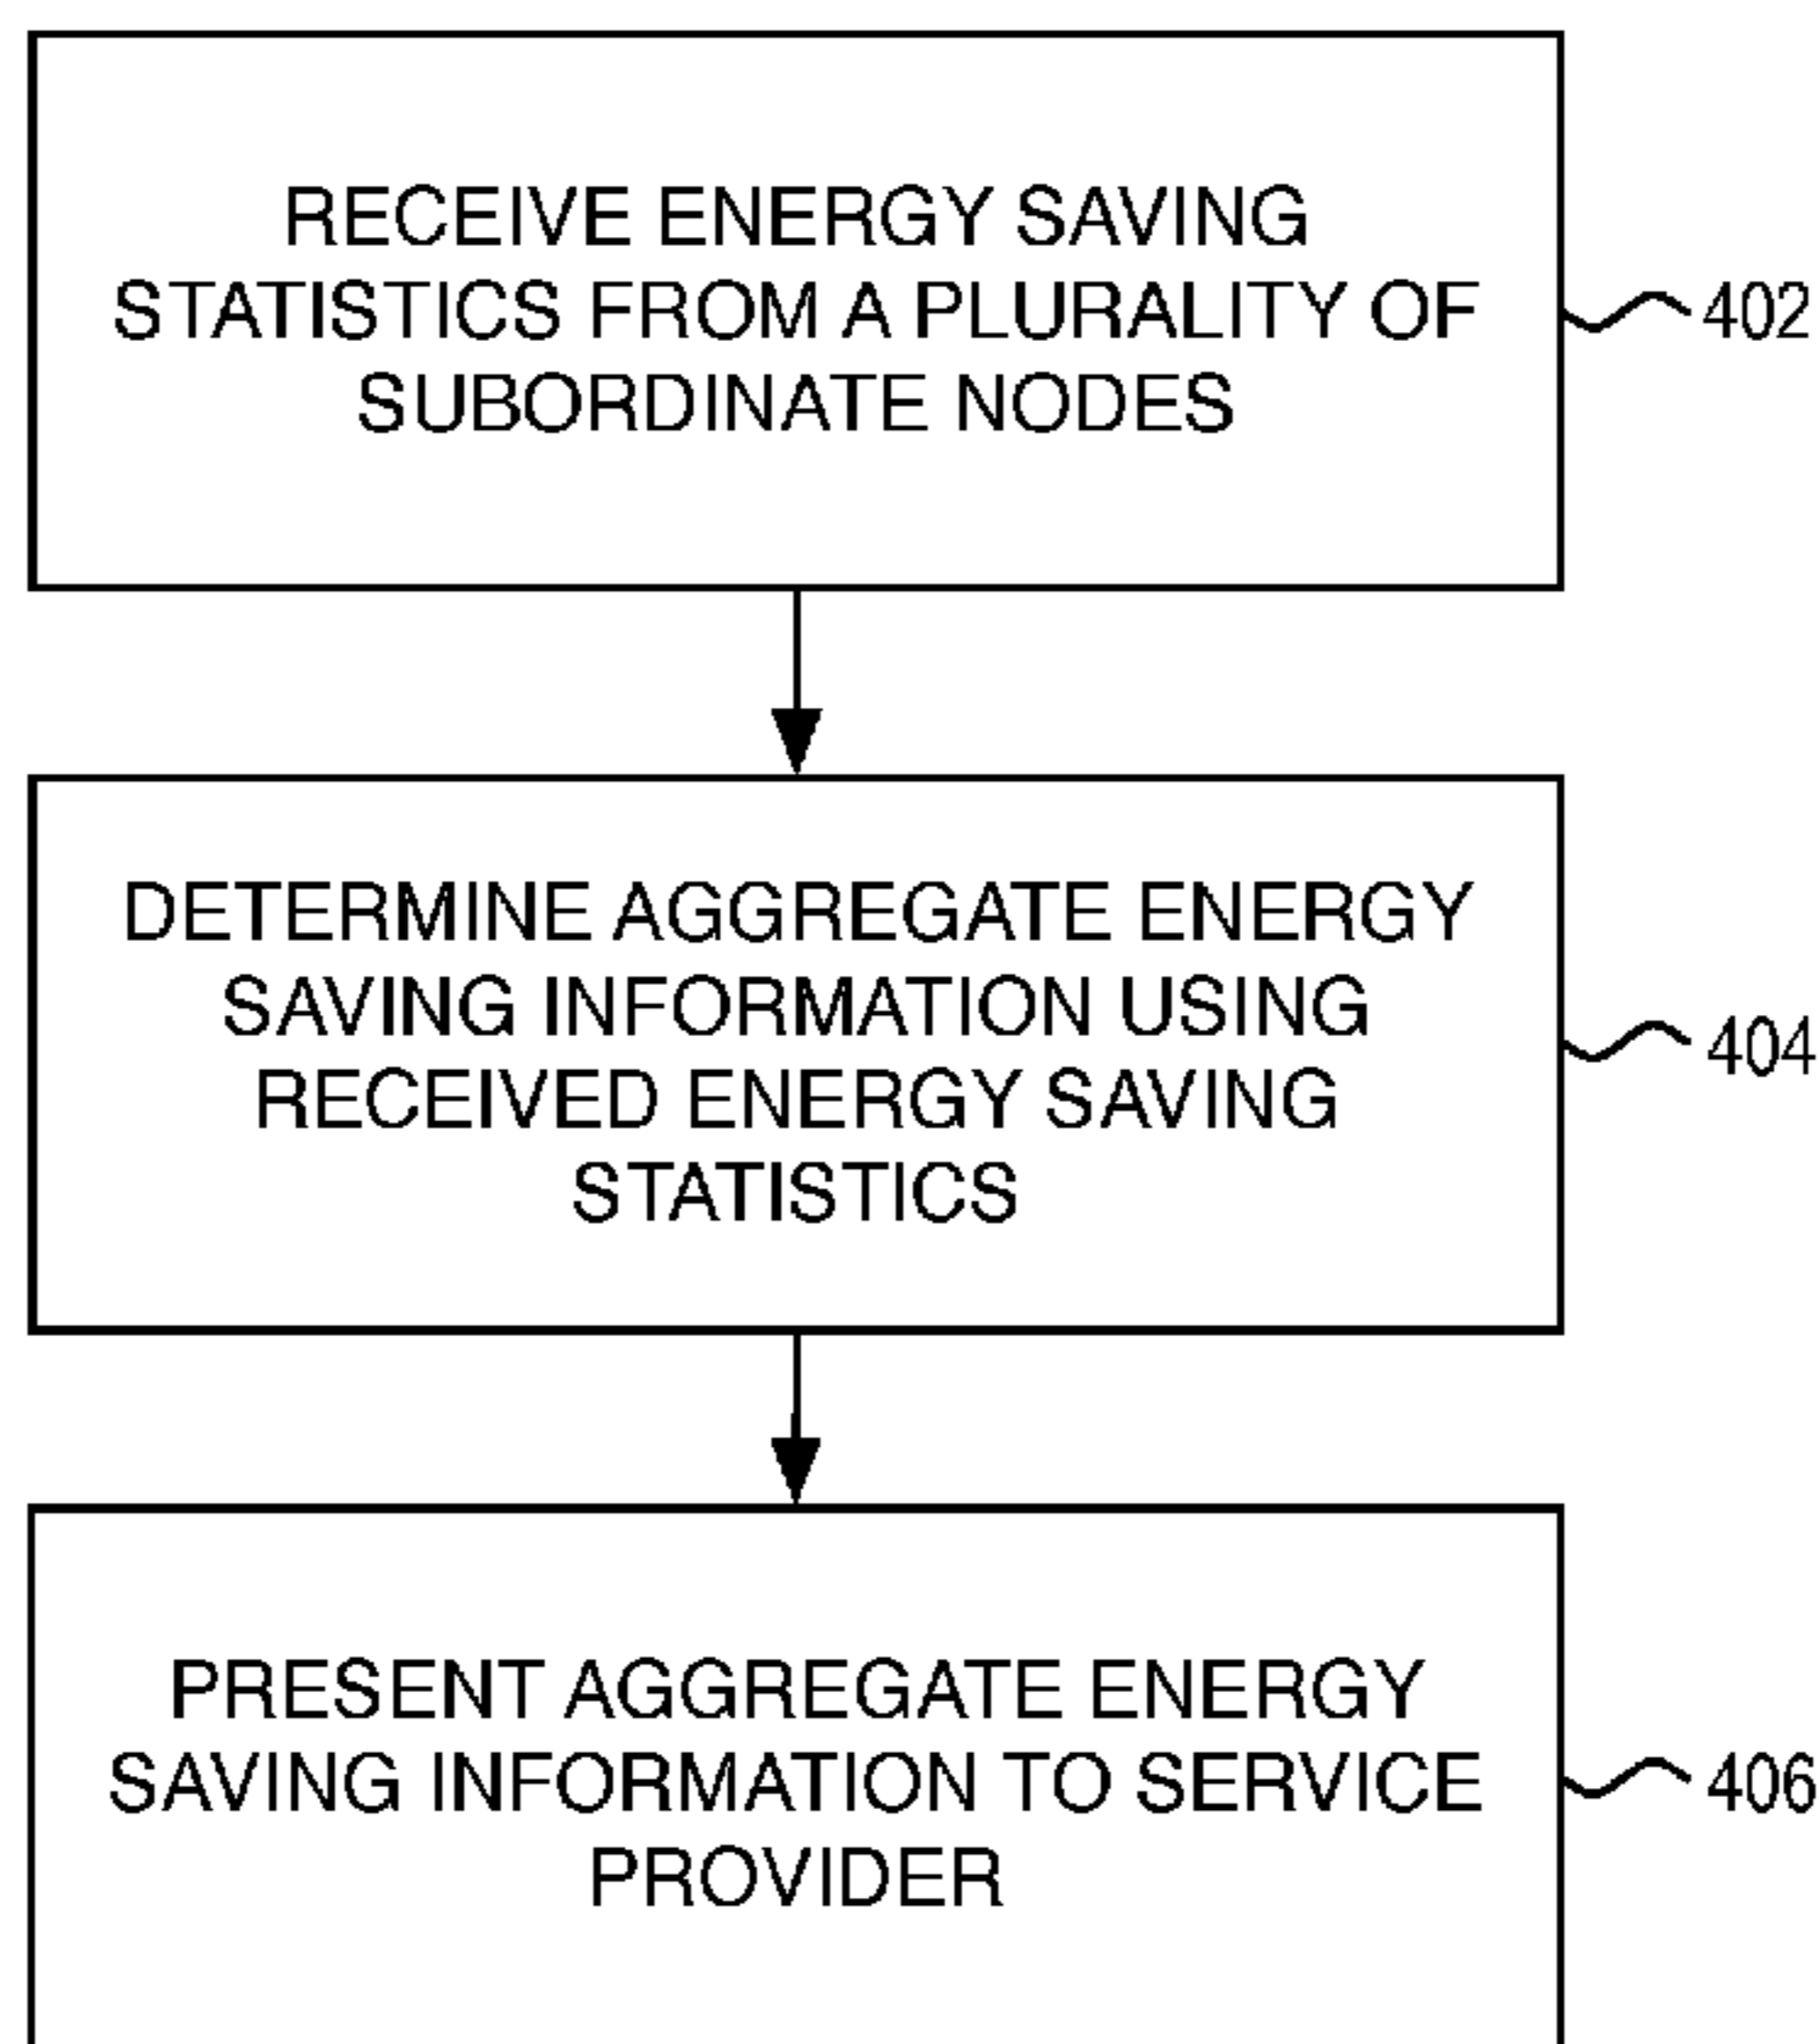 RECEIVE ENERGY SAVING
STATISTICS FROM A PLURALITY OF
SUBORDINATE NODES
402
DETERMINE AGGREGATE ENERGY
SAVING INFORMATION USING
RECEIVED ENERGY SAVING
STATISTICS
404
PRESENT AGGREGATE ENERGY
SAVING INFORMATION TO SERVICE
PROVIDER
406